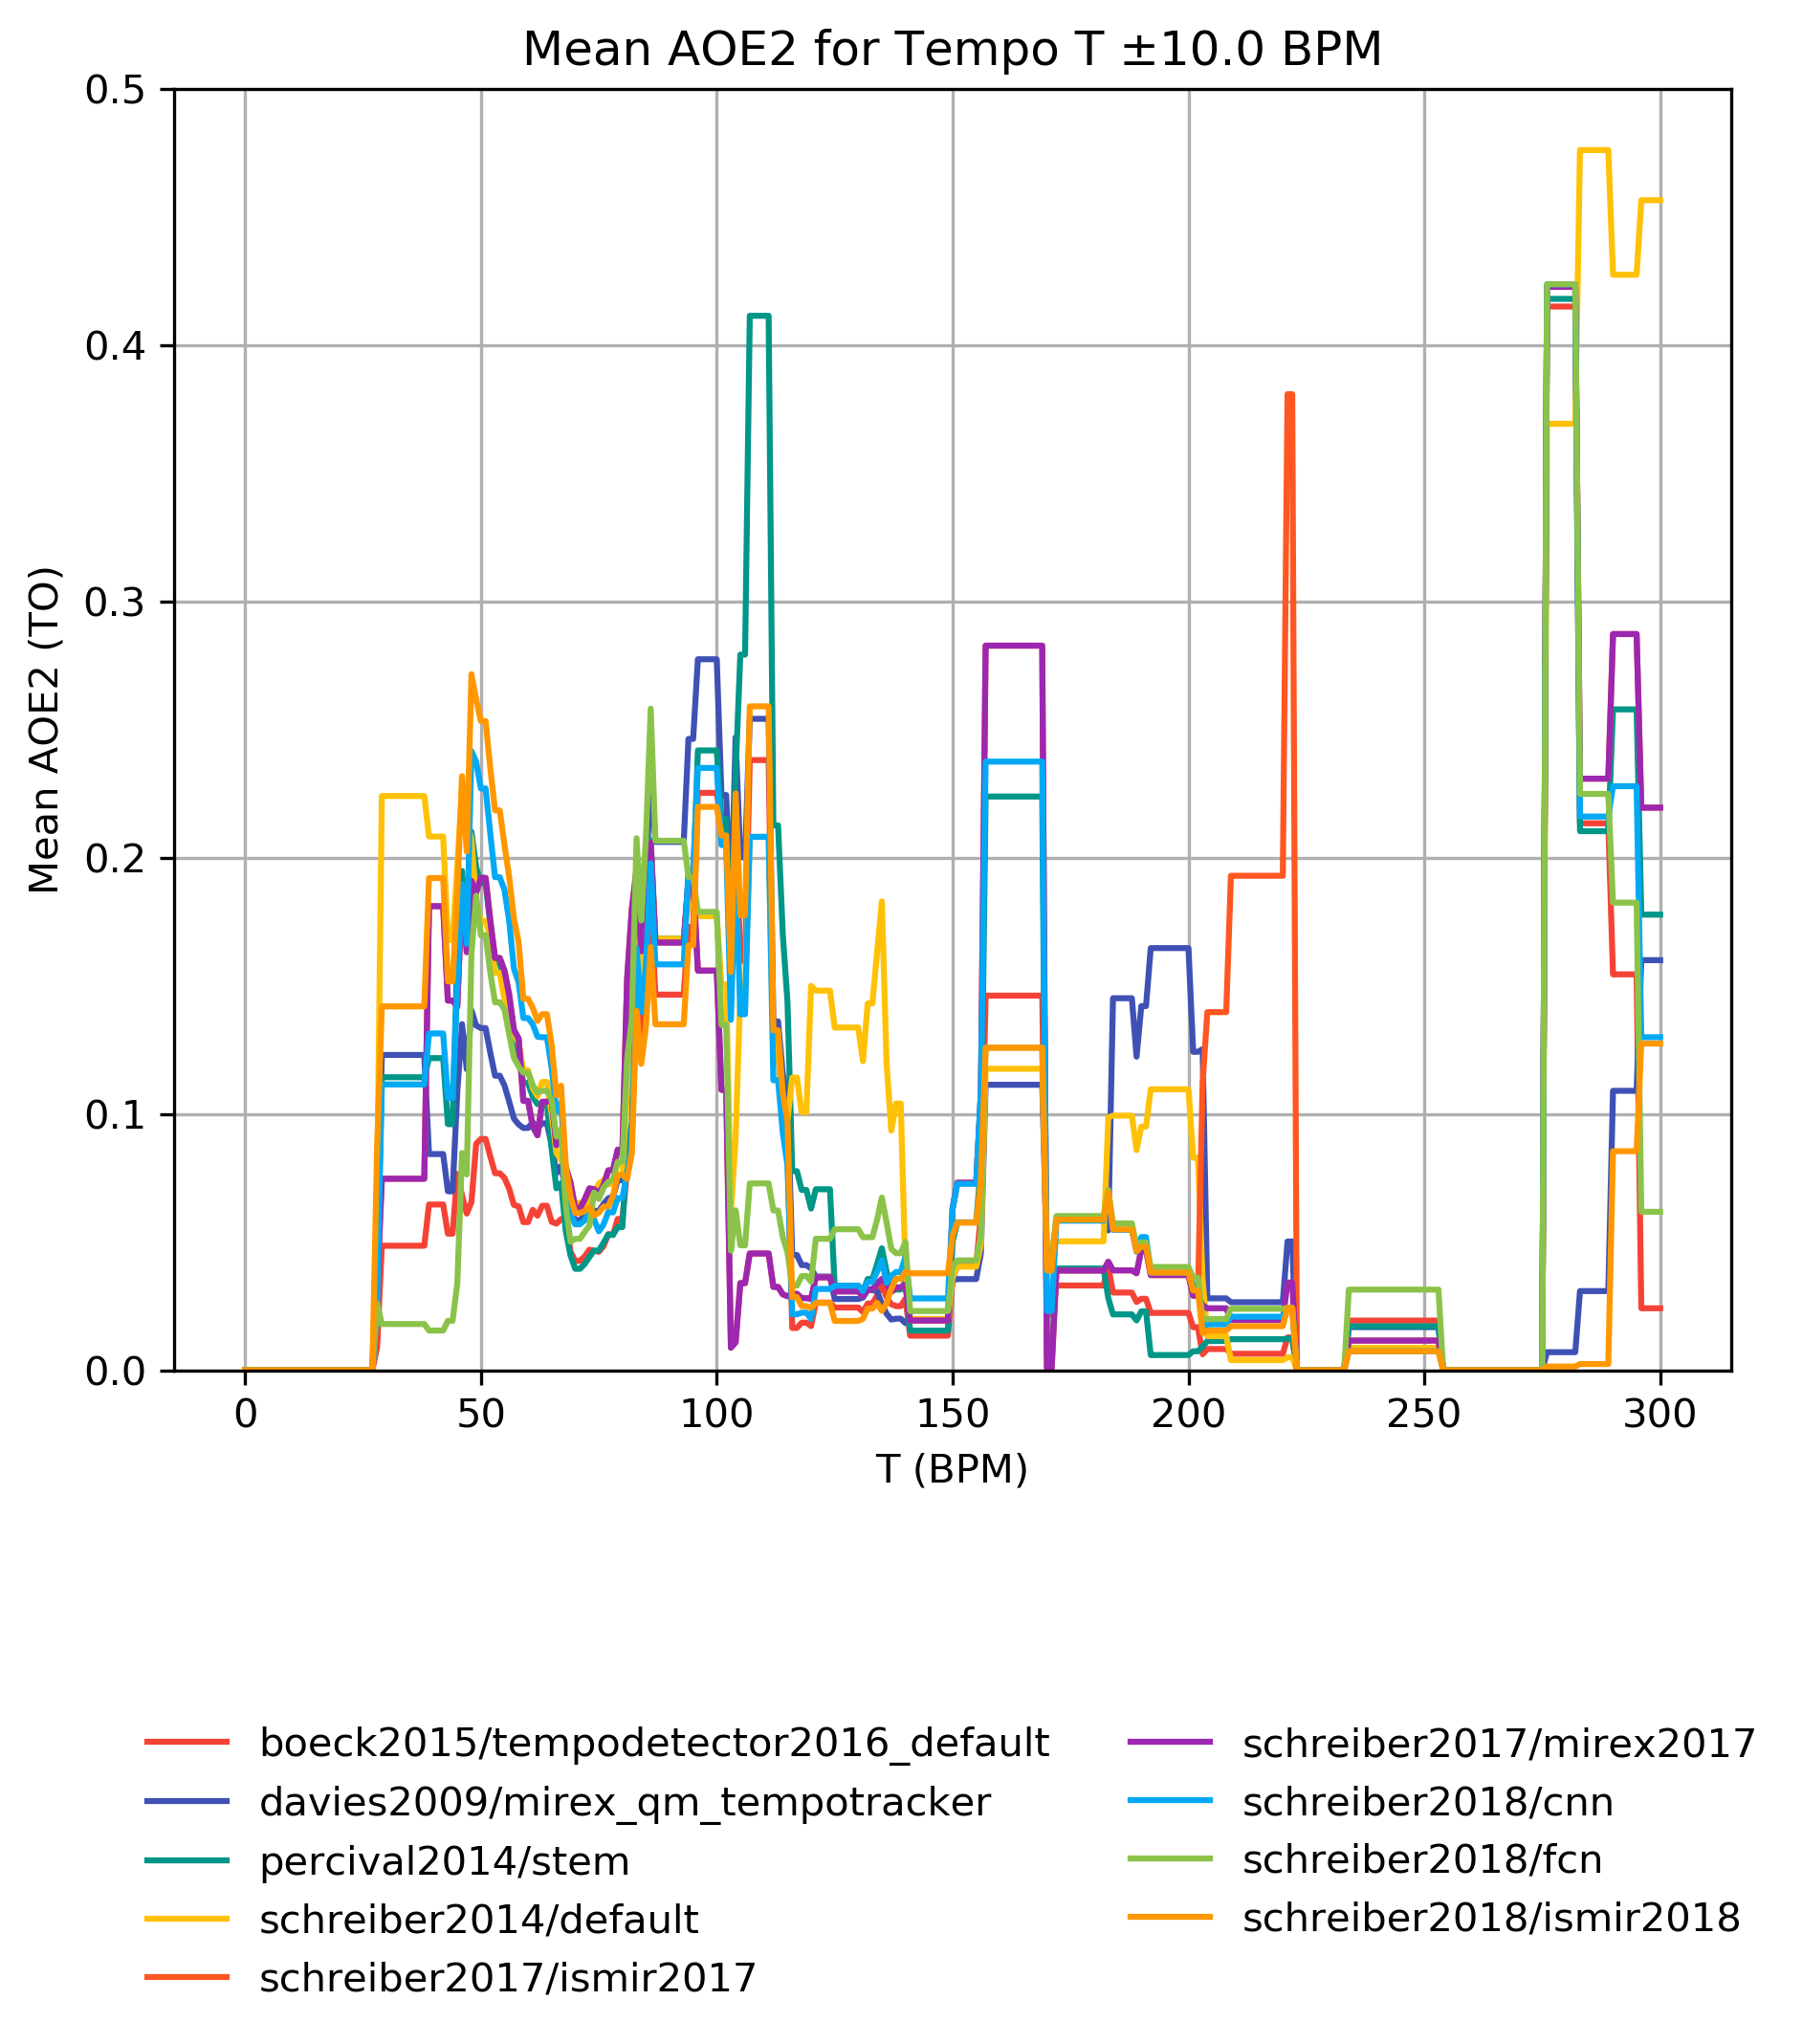 Mean AOE2 for Tempo T ±10.0 BPM
0.5
0.4
0.3
0.2
0.1
0.0
Mean AOE2 (TO)
0 50 100 150 200 250 300
T (BPM)
boeck2015/tempodetector2016_default
davies2009/mirex_qm_tempotracker
percival2014/stem
schreiber2014/default
schreiber2017/ismir2017
schreiber2017/mirex2017
schreiber2018/cnn
schreiber2018/fcn
schreiber2018/ismir2018